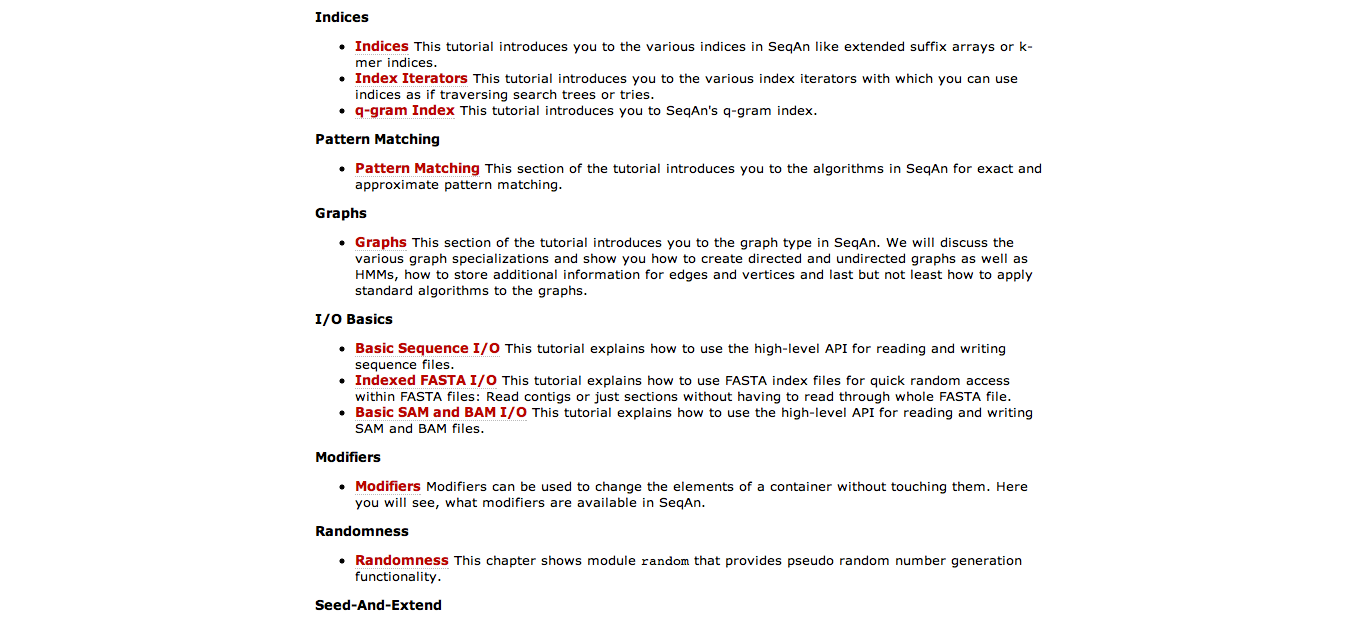 Indices
• Indices This tutorial introduces you to the various indices in SeqAn like extended suffix arrays or k-
mer indices.
• Index Iterators This tutorial introduces you to the various index iterators with which you can use
indices as if traversing search trees or tries.
• q-gram Index This tutorial introduces you to SeqAn's q-gram index.
Pattern Matching
• Pattern Matching This section of the tutorial introduces you to the algorithms in SeqAn for exact and
approximate pattern matching.
Graphs
• Graphs This section of the tutorial introduces you to the graph type in SeqAn. We will discuss the
various graph specializations and show you how to create directed and undirected graphs as well as
HMMs, how to store additional information for edges and vertices and last but not least how to apply
standard algorithms to the graphs.
I/O Basics
• Basic Sequence I/O This tutorial explains how to use the high-level API for reading and writing
sequence files.
• Indexed FASTA I/O This tutorial explains how to use FASTA index files for quick random access
within FASTA files: Read contigs or just sections without having to read through whole FASTA file.
• Basic SAM and BAM I/O This tutorial explains how to use the high-level API for reading and writing
SAM and BAM files.
Modifiers
• Modifiers Modifiers can be used to change the elements of a container without touching them. Here
you will see, what modifiers are available in SeqAn.
Randomness
• Randomness This chapter shows module random that provides pseudo random number generation
functionality.
Seed-And-Extend